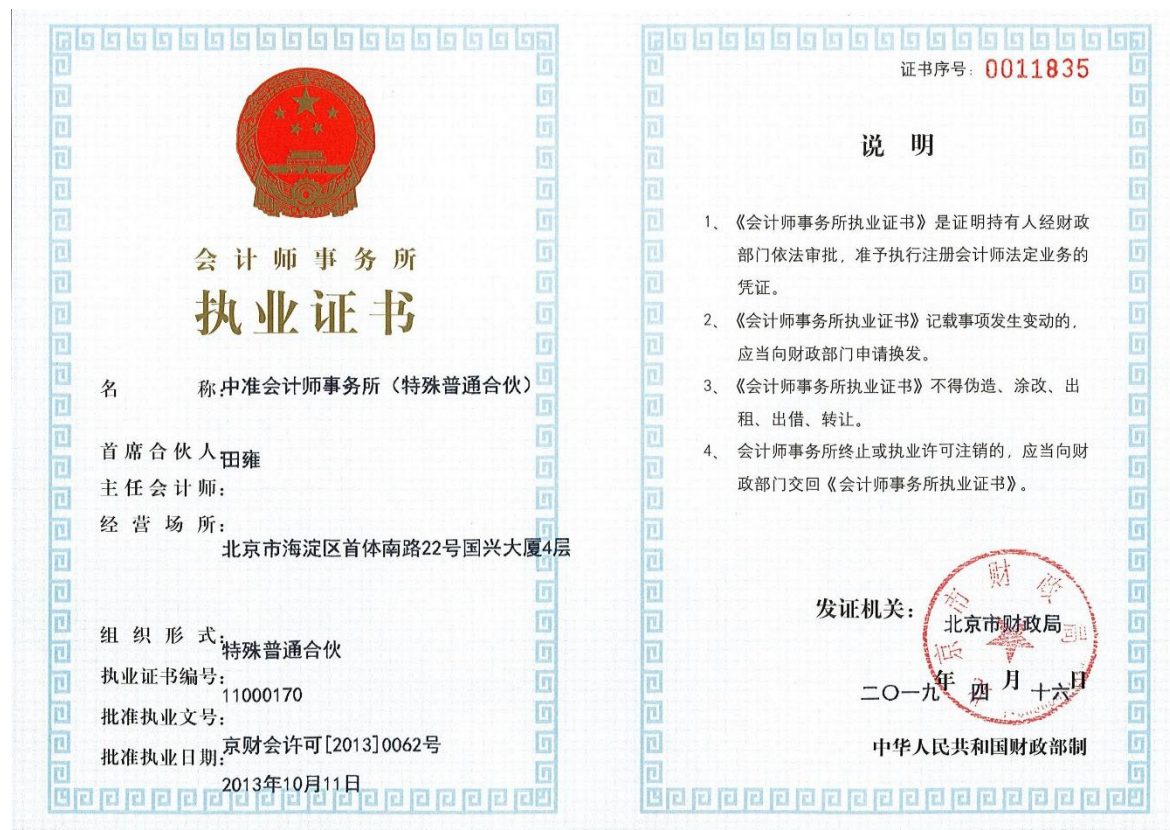 会计师事务所
执业证书
名 称:中准会计师事务所（特殊普通合伙）
首席合伙人:田雍
主任会计师:
经营场所:
北京市海淀区首体南路22号国兴大厦4层
组织形式:
特殊普通合伙
执业证书编号:
11000170
批准执业文号:
京财会许可[2013]0062号
批准执业日期:
2013年10月11日
证书序号: 0011835
说 明
1、《会计师事务所执业证书》是证明持有人经财政
部门依法审批，准予执行注册会计师法定业务的
凭证。
2、《会计师事务所执业证书》记载事项发生变动的，
应当向财政部门申请换发。
3、《会计师事务所执业证书》不得伪造、涂改、出
租、出借、转让。
4、会计师事务所终止或执业许可注销的，应当向财
政部门交回《会计师事务所执业证书》。
发证机关:
北京市财政局
二〇一九年四月十六日
中华人民共和国财政部制